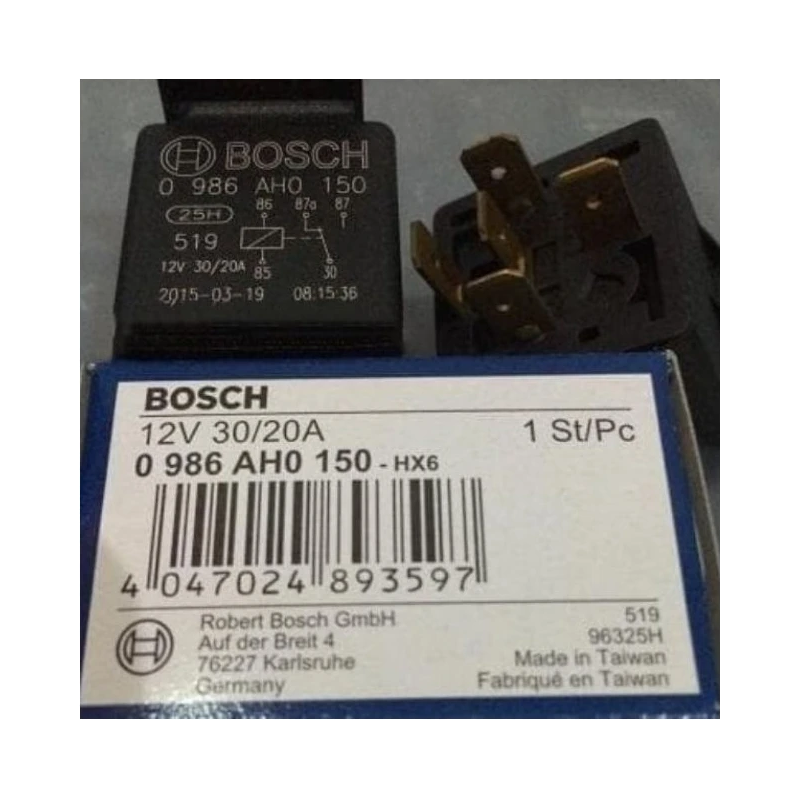 BOSCH
0 986 AH0 150
25H
86 87a 87
519
12V 30/20A 85 30
2015-03-19 08:15:36
BOSCH
12V 30/20A 1 St/Pc
0 986 AH0 150 - HX6
4 047024 893597
Robert Bosch GmbH 519
Auf der Breit 4 96325H
76227 Karlsruhe Made in Taiwan
Germany Fabriqué en Taiwan